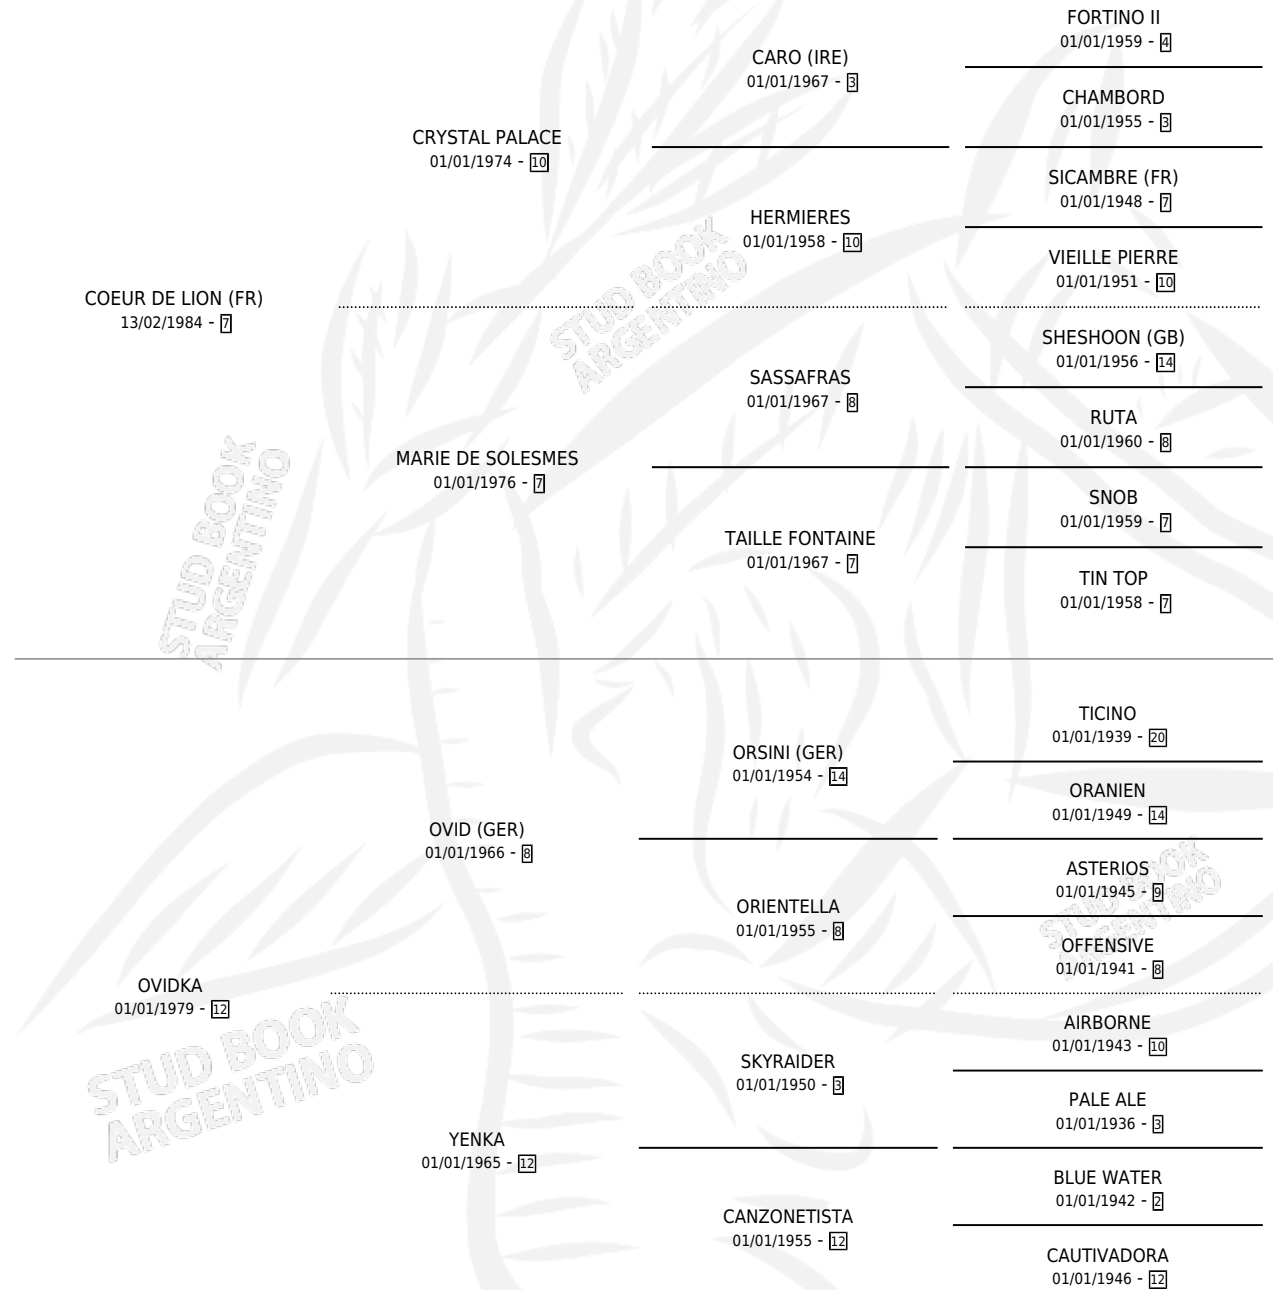 FORTINO II
01/01/1959 - 4
CARO (IRE)
01/01/1967 - 3
CHAMBORD
01/01/1955 - 3
CRYSTAL PALACE
01/01/1974 - 10
SICAMBRE (FR)
01/01/1948 - 7
HERMIERES
01/01/1958 - 10
VIEILLE PIERRE
01/01/1951 - 10
COEUR DE LION (FR)
13/02/1984 - 7
STUD BOOK
ARGENTINO
SHESHOON (GB)
01/01/1956 - 14
SASSAFRAS
01/01/1967 - 8
RUTA
01/01/1960 - 8
MARIE DE SOLESMES
01/01/1976 - 7
SNOB
01/01/1959 - 7
TAILLE FONTAINE
01/01/1967 - 7
TIN TOP
01/01/1958 - 7
STUD BOOK
ARGENTINO
TICINO
01/01/1939 - 20
ORSINI (GER)
01/01/1954 - 14
ORANIEN
01/01/1949 - 14
OVID (GER)
01/01/1966 - 8
ASTERIOS
01/01/1945 - 9
ORIENTELLA
01/01/1955 - 8
STUD BOOK
ARGENTINO
OFFENSIVE
01/01/1941 - 8
OVIDKA
01/01/1979 - 12
AIRBORNE
01/01/1943 - 10
SKYRAIDER
01/01/1950 - 3
STUD BOOK
ARGENTINO
PALE ALE
01/01/1936 - 3
YENKA
01/01/1965 - 12
BLUE WATER
01/01/1942 - 2
CANZONETISTA
01/01/1955 - 12
CAUTIVADORA
01/01/1946 - 12